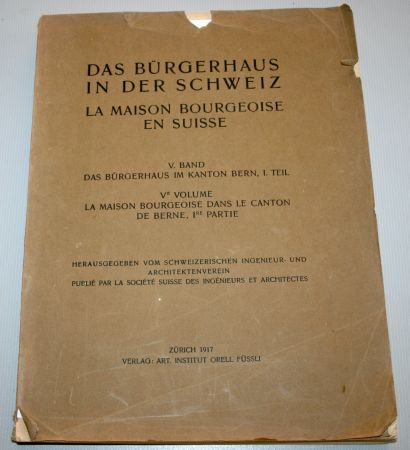 DAS BÜRGERHAUS
IN DER SCHWEIZ
LA MAISON BOURGEOISE
EN SUISSE
V. BAND
DAS BÜRGERHAUS IM KANTON BERN, I. TEIL
VE VOLUME
LA MAISON BOURGEOISE DANS LE CANTON
DE BERNE, IRE PARTIE
HERAUSGEGEBEN VOM SCHWEIZERISCHEN INGENIEUR- UND
ARCHITEKTENVEREIN
PUBLIÉ PAR LA SOCIÉTÉ SUISSE DES INGÉNIEURS ET ARCHITECTES
ZÜRICH 1917
VERLAG: ART. INSTITUT ORELL FÜSSLI